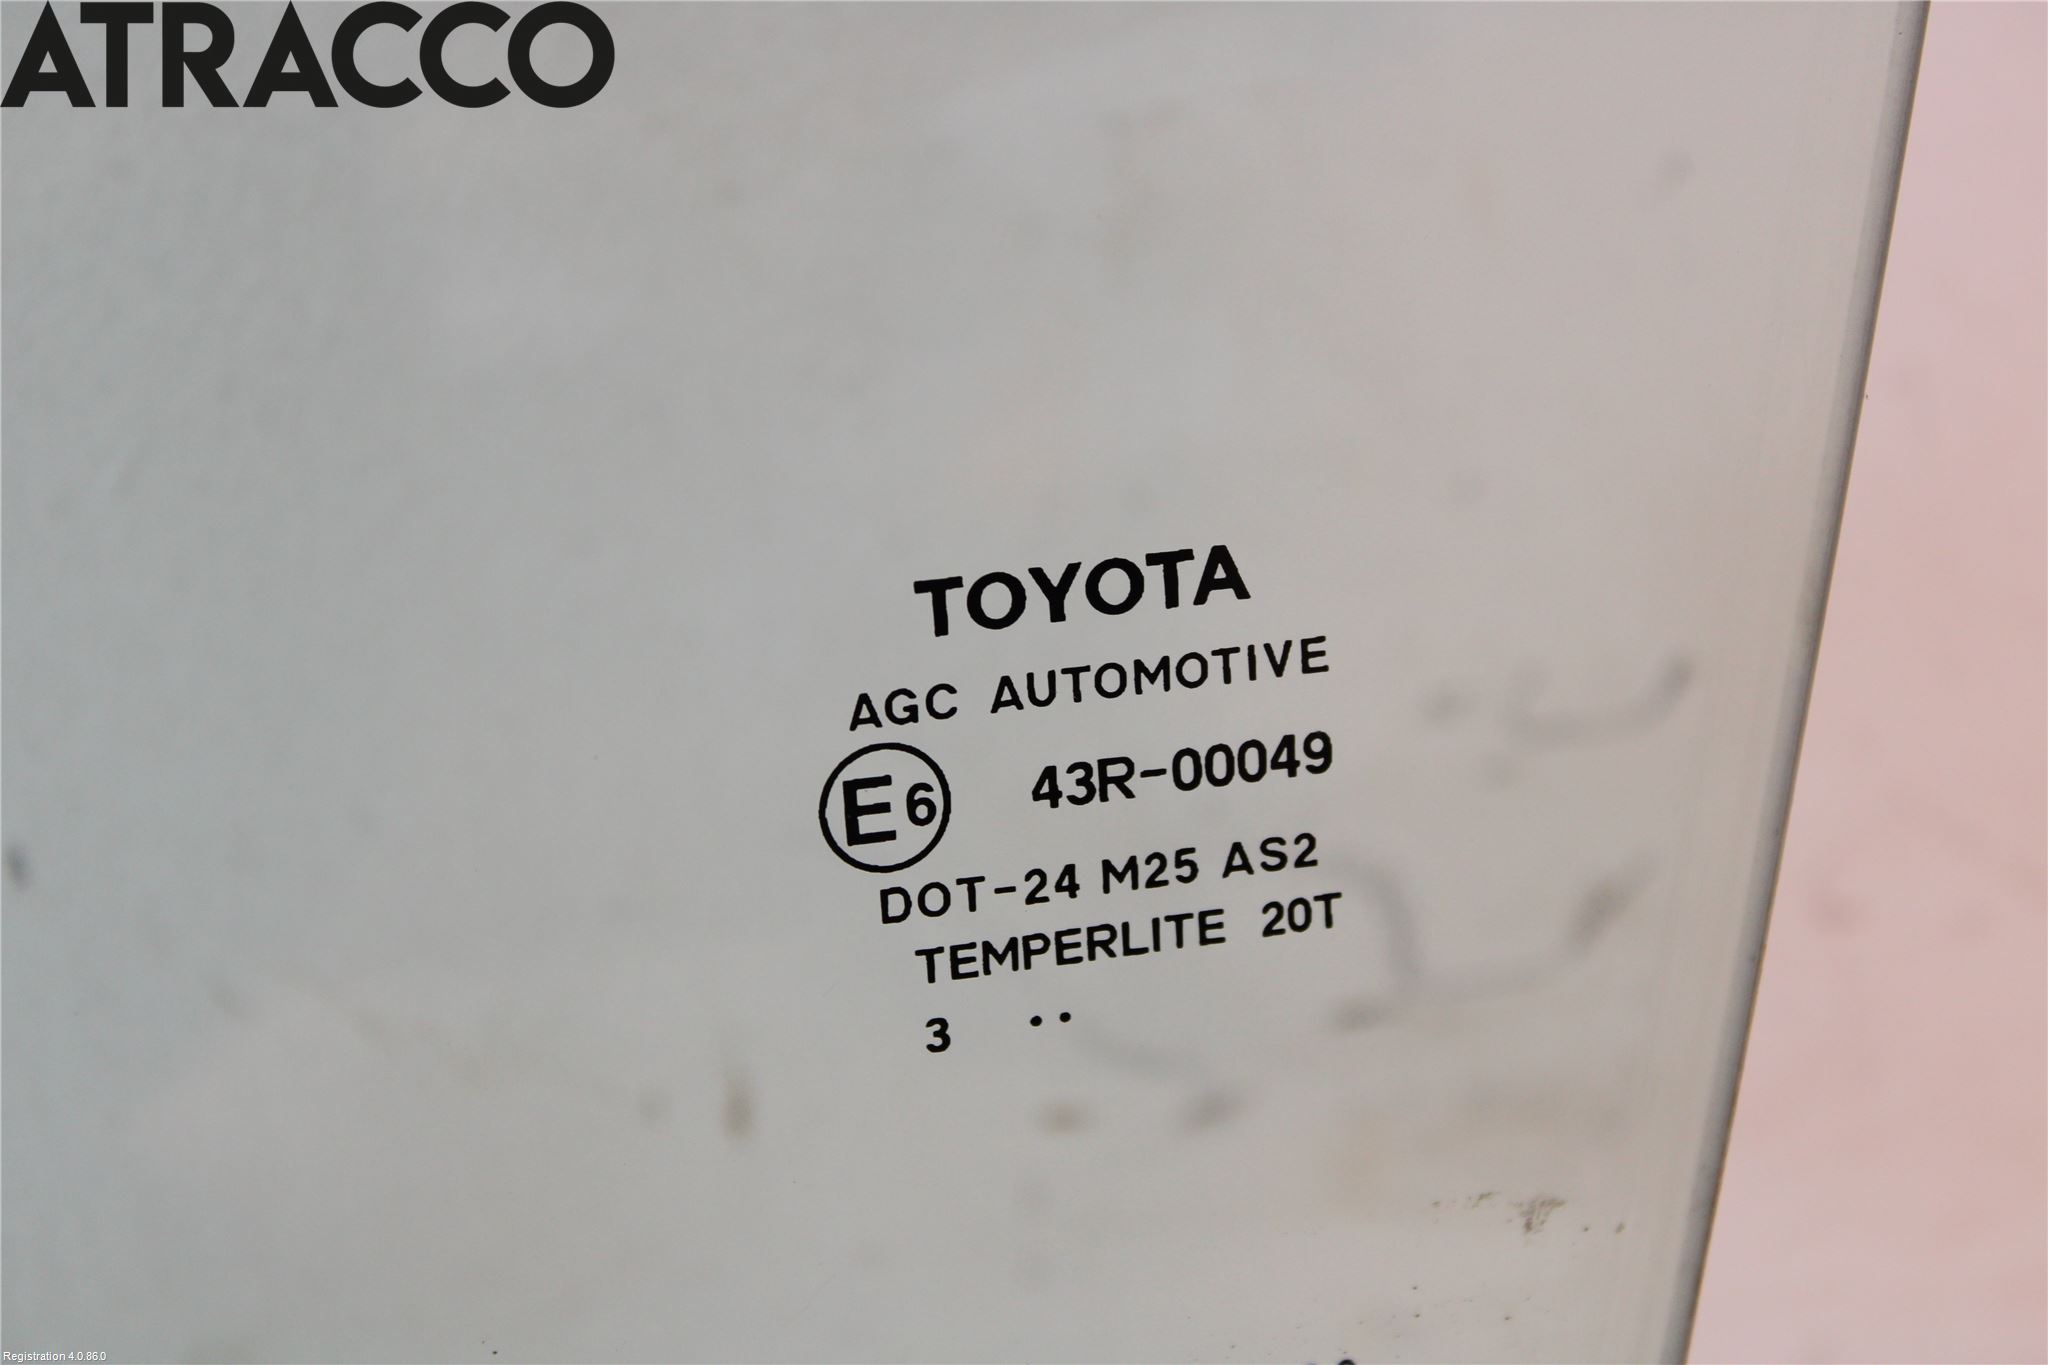 ATRACCO
TOYOTA
AGC AUTOMOTIVE
E6 43R-00049
DOT-24 M25 AS2
TEMPERLITE 20T
3 ..
Registration 4.0.86.0